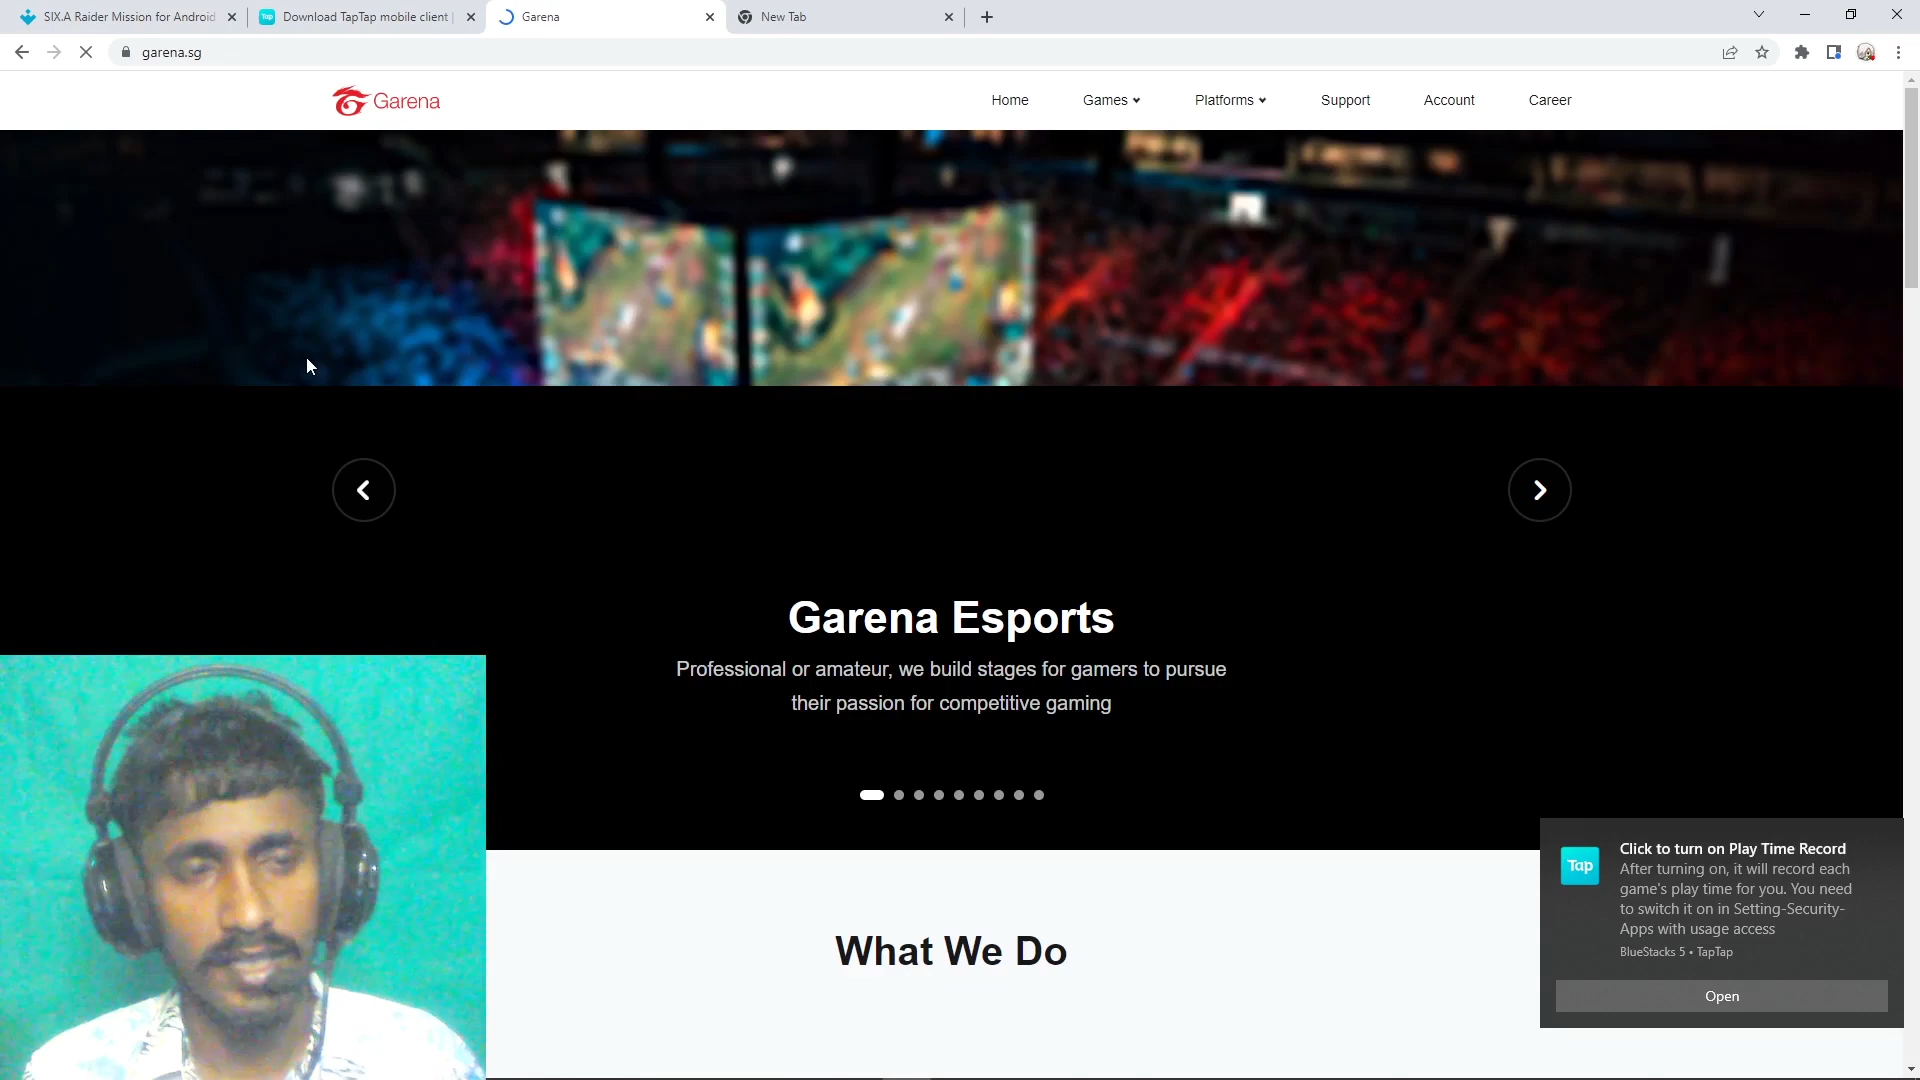 SIX.A Raider Mission for Android
Tap
Download TapTap mobile client |
Garena
New Tab
garena.sg
Garena
Home
Games
Platforms
Support
Account
Career
Garena Esports
Professional or amateur, we build stages for gamers to pursue
their passion for competitive gaming
What We Do
Tap
Click to turn on Play Time Record
After turning on, it will record each
game's play time for you. You need
to switch it on in Setting-Security-
Apps with usage access
BlueStacks 5 • TapTap
Open